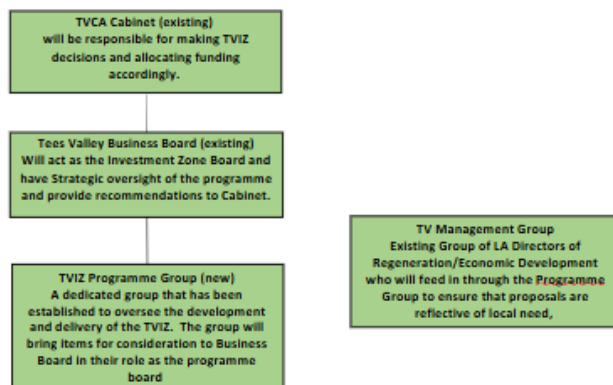 TVCA Cabinet (existing)
will be responsible for making TVIZ
decisions and allocating funding
accordingly.
Tees Valley Business Board (existing)
Will act as the Investment Zone Board and
have Strategic oversight of the programme
and provide recommendations to Cabinet.
TV Management Group
Existing Group of LA Directors of
Regeneration/Economic Development
who will feed in through the Programme
Group to ensure that proposals are
reflective of local need,
TVIZ Programme Group (new)
A dedicated group that has been
established to oversee the development
and delivery of the TVIZ. The group will
bring items for consideration to Business
Board in their role as the programme
board